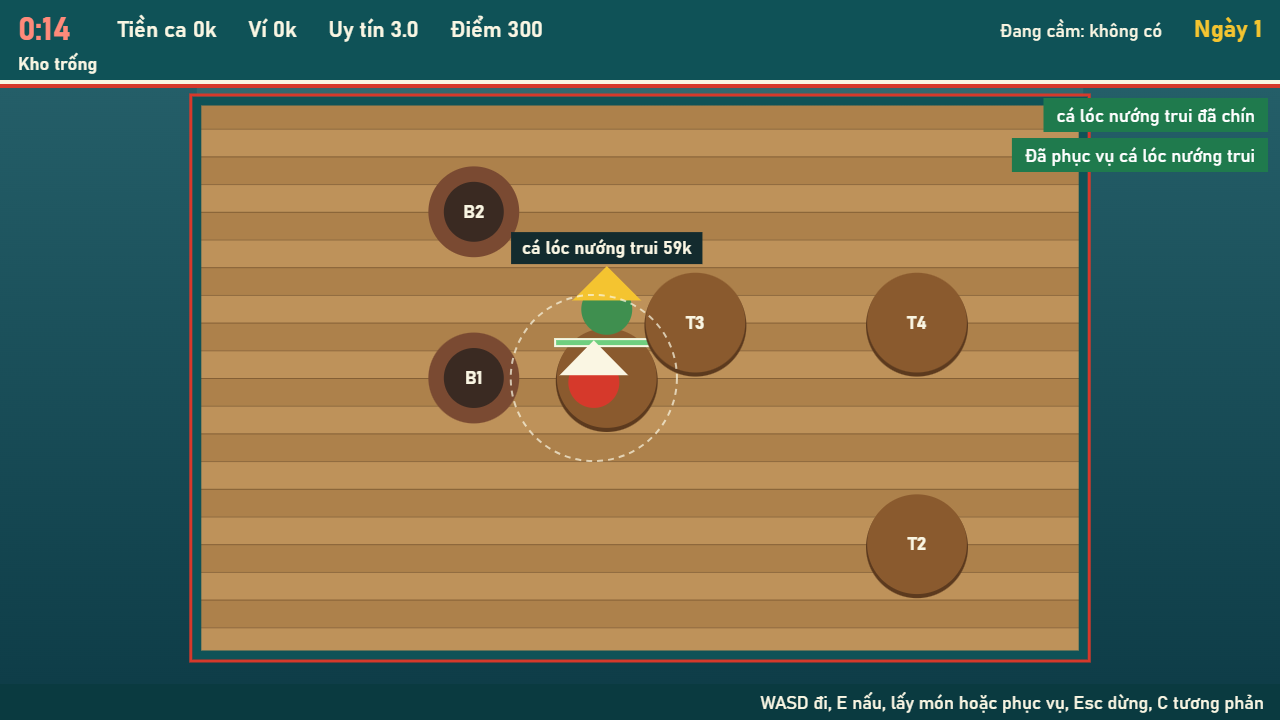 0:14 Tiền ca 0k Ví 0k Uy tín 3.0 Điểm 300 Đang cầm: không có Ngày 1
Kho trống
cá lóc nướng trui đã chín
Đã phục vụ cá lóc nướng trui
B2
cá lóc nướng trui 59k
T3
T4
B1
T2
WASD đi, E nấu, lấy món hoặc phục vụ, Esc dừng, C tương phản